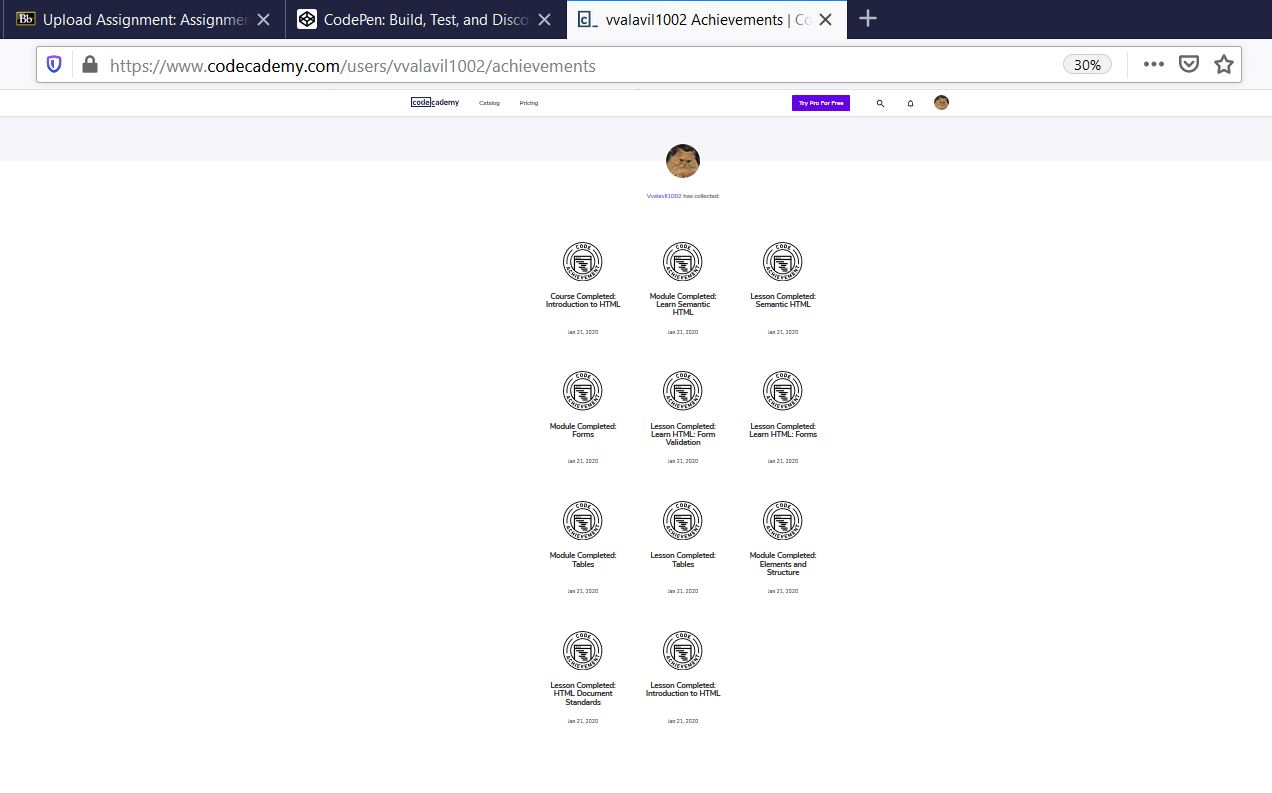 Bb Upload Assignment: Assignmen
CodePen: Build, Test, and Disco
c_ vvalavil1002 Achievements | Co
https://www.codecademy.com/users/vvalavil1002/achievements
30%
codecademy Catalog Pricing Try Pro For Free
Vvalavil1002 has collected:
CODE ACHIEVEMENT CODE ACHIEVEMENT CODE ACHIEVEMENT
Course Completed:
Introduction to HTML
Jan 21, 2020
Module Completed:
Learn Semantic
HTML
Jan 21, 2020
Lesson Completed:
Semantic HTML
Jan 21, 2020
CODE ACHIEVEMENT CODE ACHIEVEMENT CODE ACHIEVEMENT
Module Completed:
Forms
Jan 21, 2020
Lesson Completed:
Learn HTML: Form
Validation
Jan 21, 2020
Lesson Completed:
Learn HTML: Forms
Jan 21, 2020
CODE ACHIEVEMENT CODE ACHIEVEMENT CODE ACHIEVEMENT
Module Completed:
Tables
Jan 21, 2020
Lesson Completed:
Tables
Jan 21, 2020
Module Completed:
Elements and
Structure
Jan 21, 2020
CODE ACHIEVEMENT CODE ACHIEVEMENT
Lesson Completed:
HTML Document
Standards
Jan 21, 2020
Lesson Completed:
Introduction to HTML
Jan 21, 2020